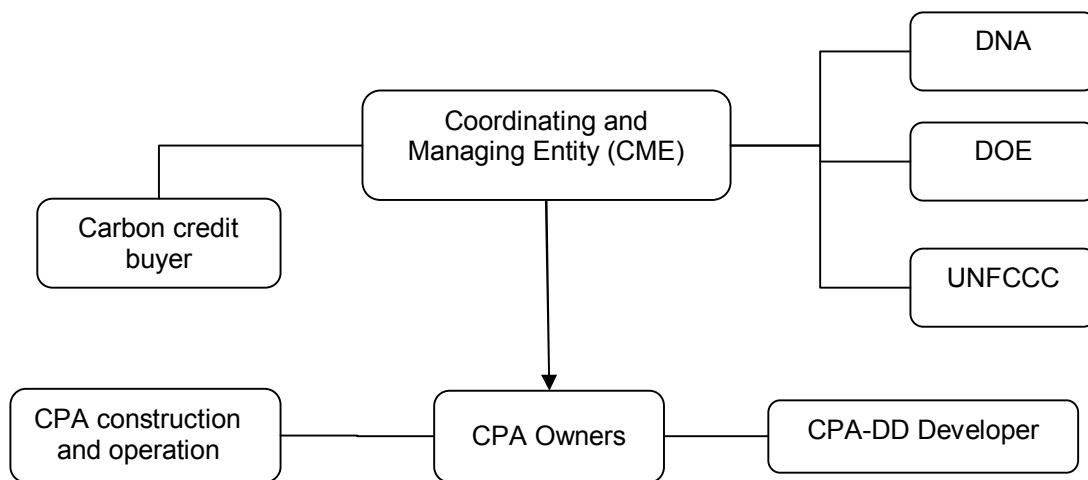 DNA
Coordinating and
Managing Entity (CME)
DOE
Carbon credit
buyer
UNFCCC
CPA construction
and operation
CPA Owners
CPA-DD Developer